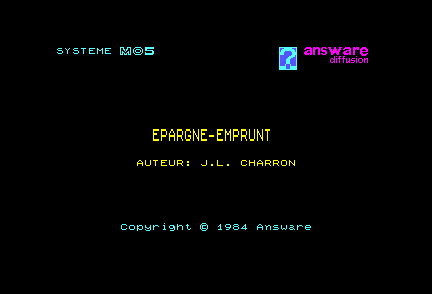 SYSTEME MO5
answare
diffusion
EPARGNE-EMPRUNT
AUTEUR: J.L. CHARRON
Copyright © 1984 Answare